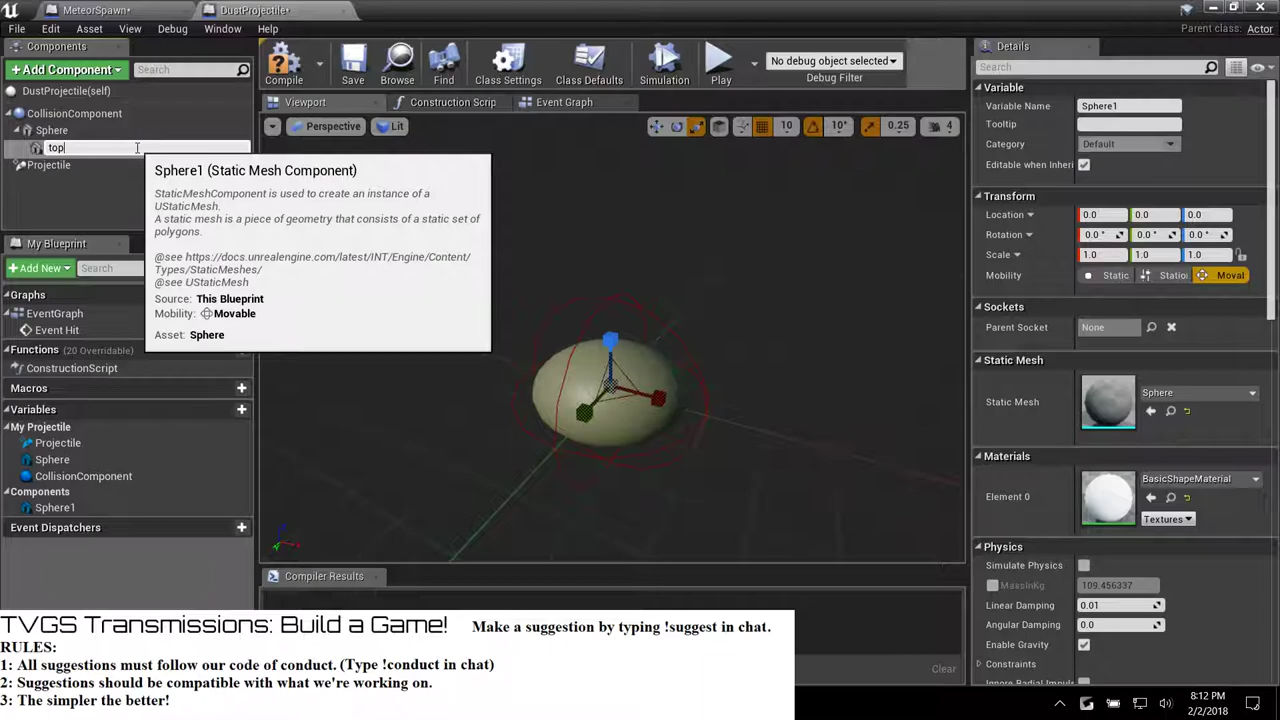 MeteorSpawn*
DustProjectile*
File Edit Asset View Debug Window Help
Parent class: Actor
Components
+Add Component
Search
DustProjectile(self)
CollisionComponent
Sphere
top
Projectile
Compile
Save
Browse
Find
Class Settings
Class Defaults
Simulation
Play
No debug object selected
Debug Filter
Viewport
Construction Scrip
Event Graph
Perspective
Lit
10
10°
0.25
4
Sphere1 (Static Mesh Component)
StaticMeshComponent is used to create an instance of a
UStaticMesh.
A static mesh is a piece of geometry that consists of a static set of
polygons.
@see https://docs.unrealengine.com/latest/INT/Engine/Content/
Types/StaticMeshes/
@see UStaticMesh
Source: This Blueprint
Mobility: Movable
Asset: Sphere
My Blueprint
+Add New
Search
Graphs
EventGraph
Event Hit
Functions (20 Overridable)
ConstructionScript
Macros
Variables
My Projectile
Projectile
Sphere
CollisionComponent
Components
Sphere1
Event Dispatchers
Compiler Results
Clear
Details
Search
Variable
Variable Name Sphere1
Tooltip
Category Default
Editable when Inheri
Transform
Location 0.0 0.0 0.0
Rotation 0.0 ° 0.0 ° 0.0 °
Scale 1.0 1.0 1.0
Mobility Static Statio Moval
Sockets
Parent Socket None
Static Mesh
Static Mesh Sphere
Materials
Element 0 BasicShapeMaterial
Textures
Physics
Simulate Physics
MassInKg 109.456337
Linear Damping 0.01
Angular Damping 0.0
Enable Gravity
Constraints
Ignore Radial Impuls
TVGS Transmissions: Build a Game! Make a suggestion by typing !suggest in chat.
RULES:
1: All suggestions must follow our code of conduct. (Type !conduct in chat)
2: Suggestions should be compatible with what we're working on.
3: The simpler the better!
8:12 PM
2/2/2018